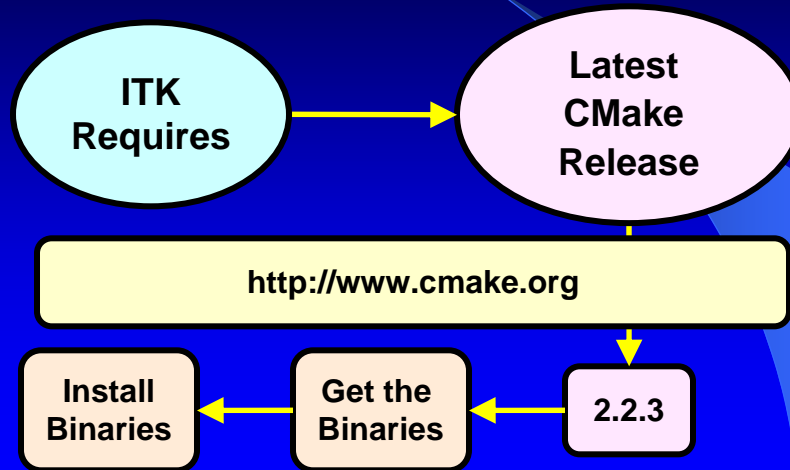 ITK
Requires
Latest
CMake
Release
http://www.cmake.org
Install
Binaries
Get the
Binaries
2.2.3